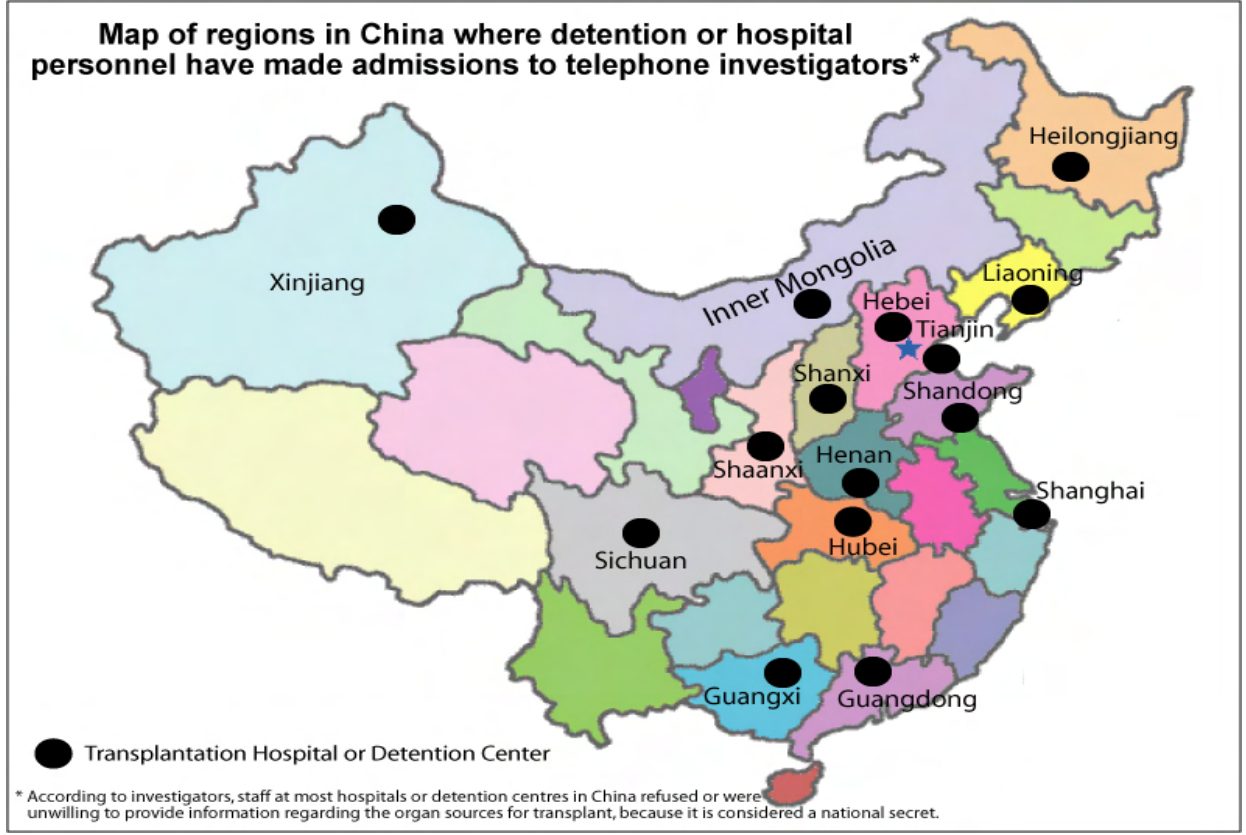 Map of regions in China where detention or hospital
personnel have made admissions to telephone investigators*
Heilongjiang
Liaoning
Inner Mongolia
Xinjiang
Hebei
Tianjin
Shanxi
Shandong
Henan
Shaanxi
Shanghai
Hubei
Sichuan
Guangxi
Guangdong
Transplantation Hospital or Detention Center
* According to investigators, staff at most hospitals or detention centres in China refused or were
unwilling to provide information regarding the organ sources for transplant, because it is considered a national secret.